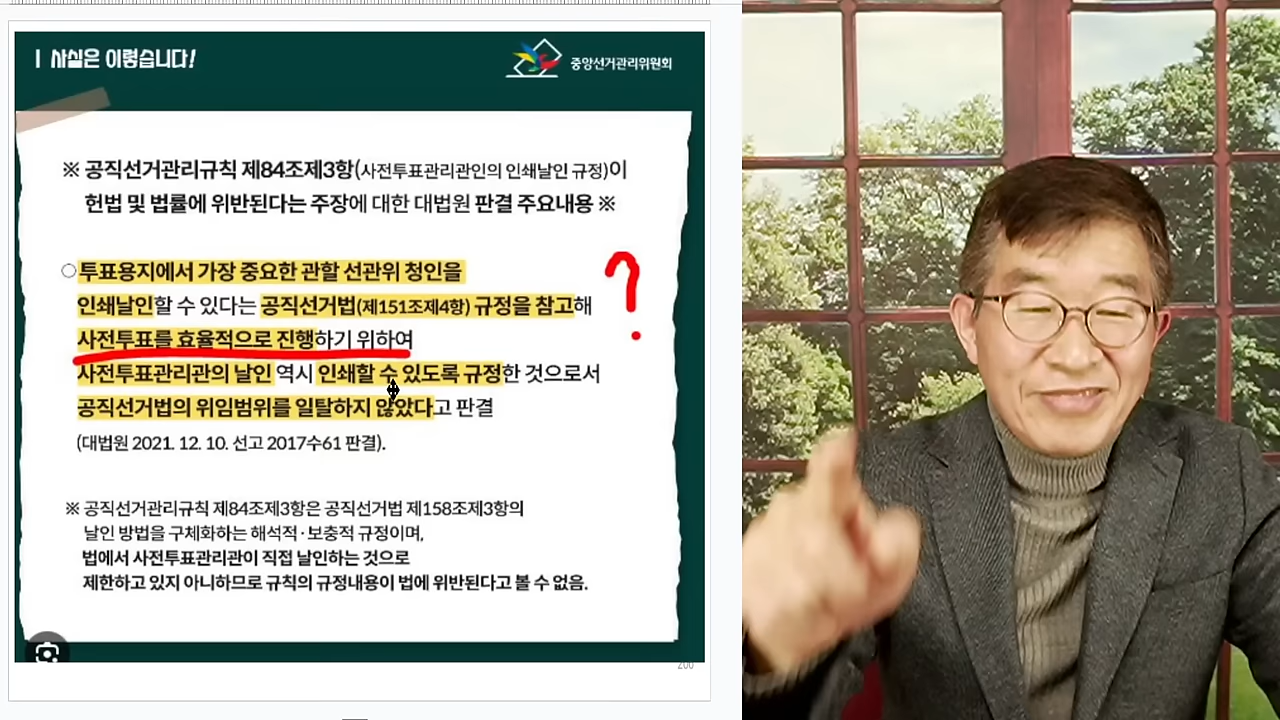 | 사실은 이렇습니다!
중앙선거관리위원회
※ 공직선거관리규칙 제84조제3항(사전투표관리관인의 인쇄날인 규정)이
헌법 및 법률에 위반된다는 주장에 대한 대법원 판결 주요내용 ※
○투표용지에서 가장 중요한 관할 선관위 청인을
인쇄날인할 수 있다는 공직선거법(제151조제4항) 규정을 참고해
사전투표를 효율적으로 진행하기 위하여
사전투표관리관의 날인 역시 인쇄할 수 있도록 규정한 것으로서
공직선거법의 위임범위를 일탈하지 않았다고 판결
(대법원 2021. 12. 10. 선고 2017수61 판결).
?
※ 공직선거관리규칙 제84조제3항은 공직선거법 제158조제3항의
날인 방법을 구체화하는 해석적·보충적 규정이며,
법에서 사전투표관리관이 직접 날인하는 것으로
제한하고 있지 아니하므로 규칙의 규정내용이 법에 위반된다고 볼 수 없음.